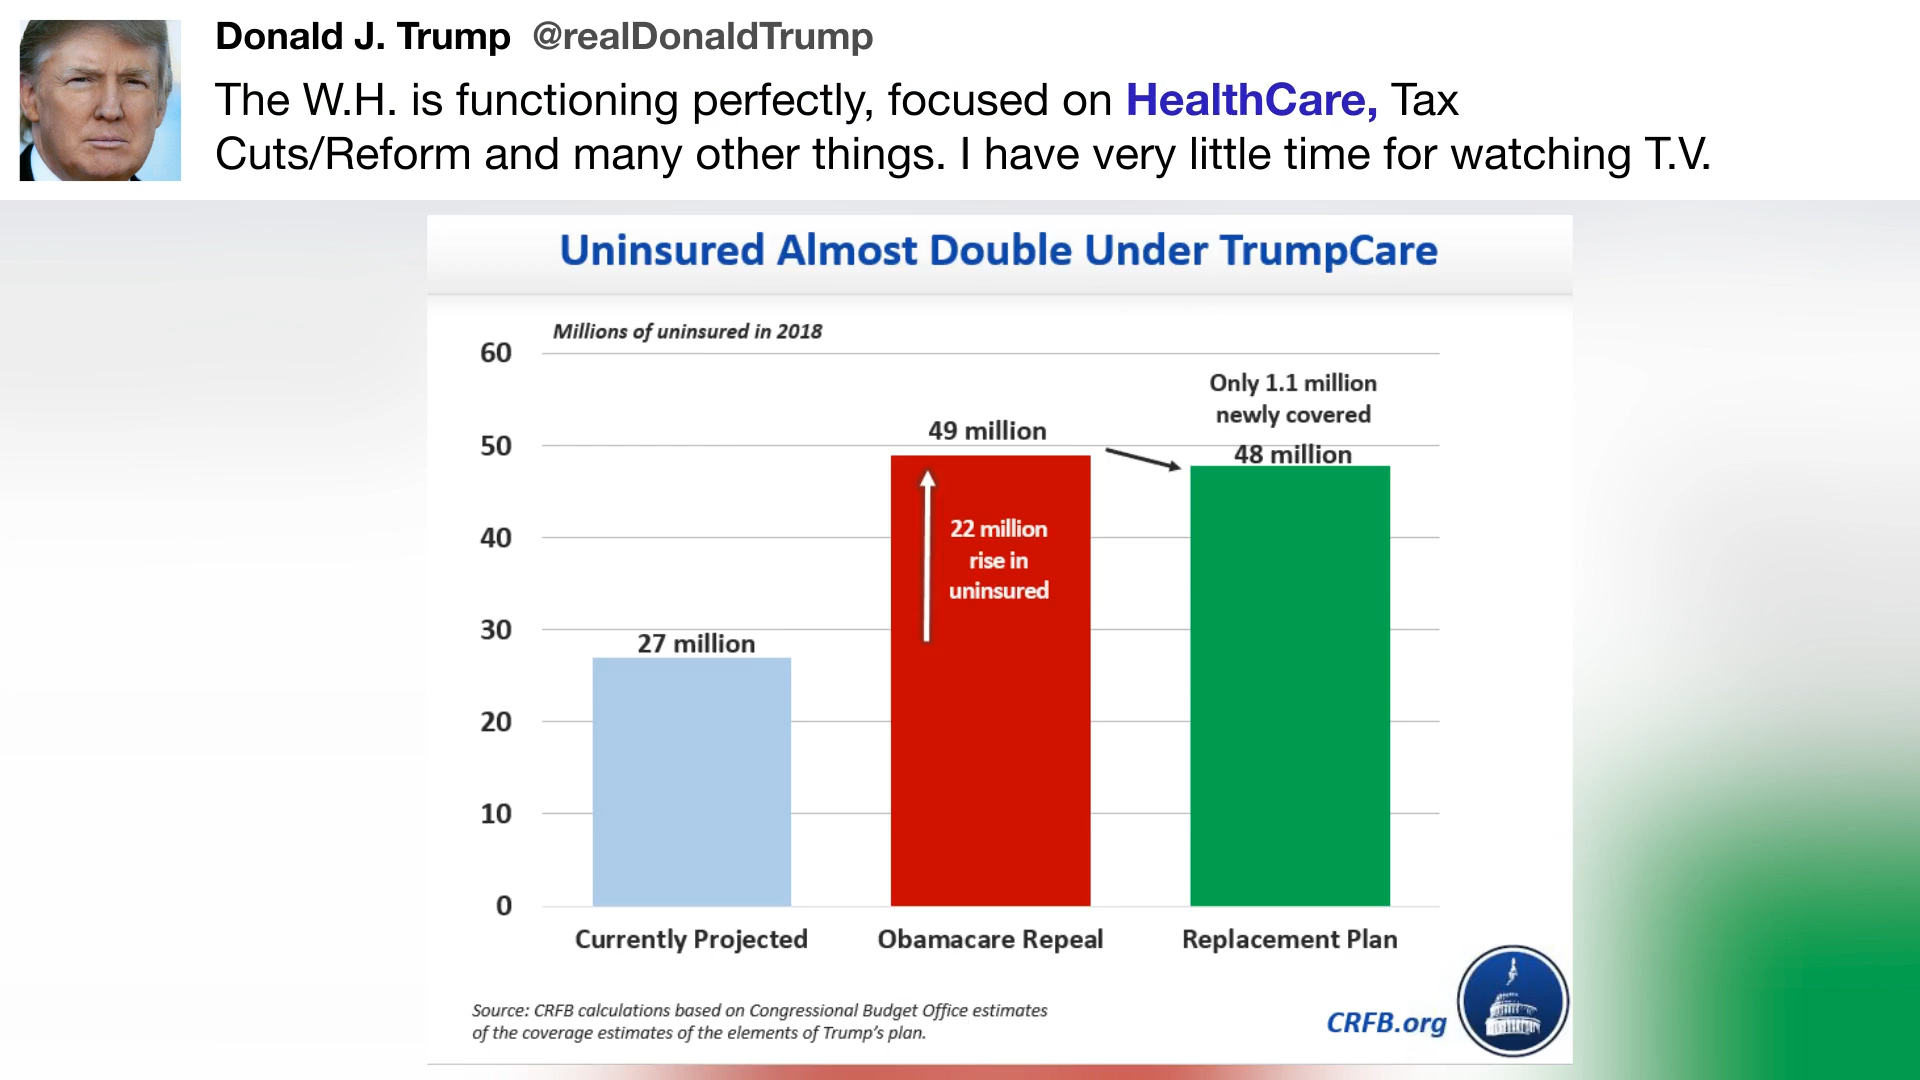 Donald J. Trump @realDonaldTrump
The W.H. is functioning perfectly, focused on HealthCare, Tax
Cuts/Reform and many other things. I have very little time for watching T.V.
Uninsured Almost Double Under TrumpCare
Millions of uninsured in 2018
60
Only 1.1 million
newly covered
49 million
50
48 million
40
22 million
rise in
uninsured
30
27 million
20
10
0
Currently Projected
Obamacare Repeal
Replacement Plan
Source: CRFB calculations based on Congressional Budget Office estimates
of the coverage estimates of the elements of Trump's plan.
CRFB.org